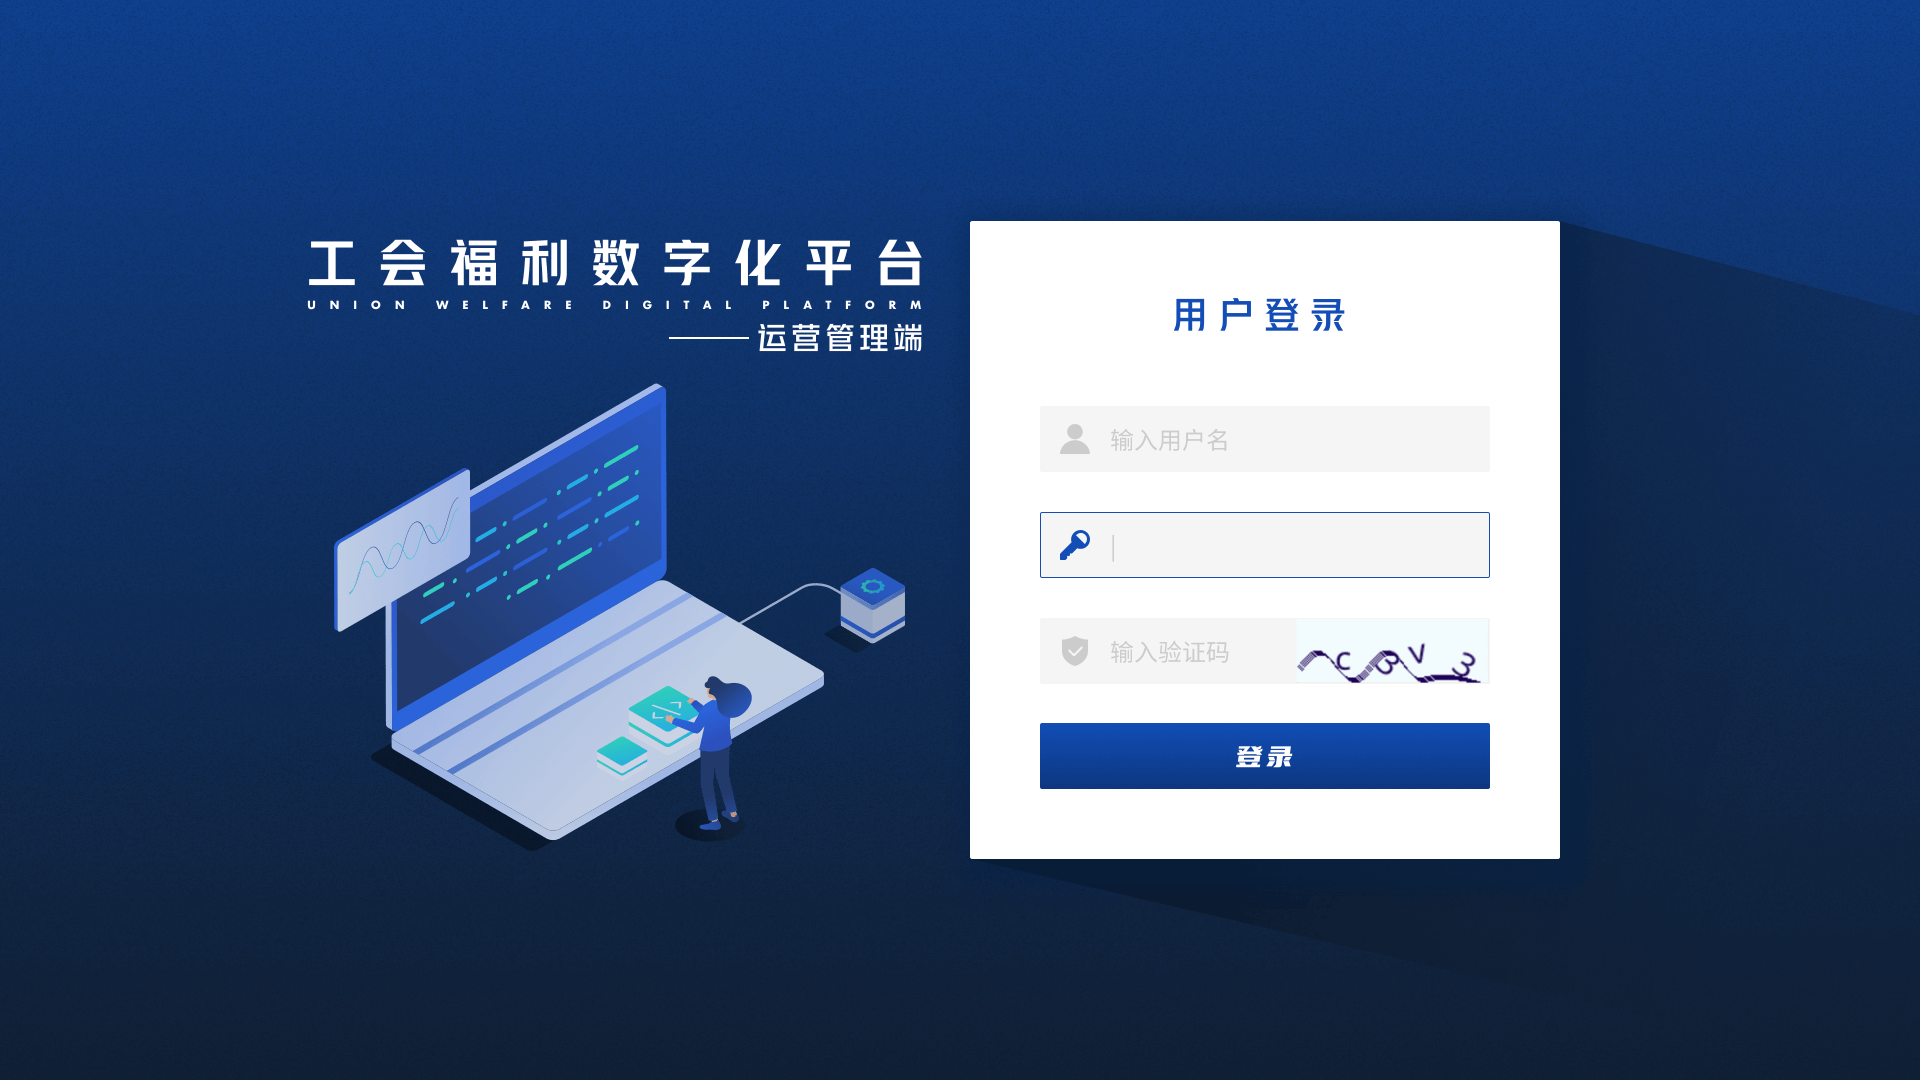 工会福利数字化平台
UNION WELFARE DIGITAL PLATFORM
运营管理端
用户登录
输入用户名
输入验证码
C3V3
登录